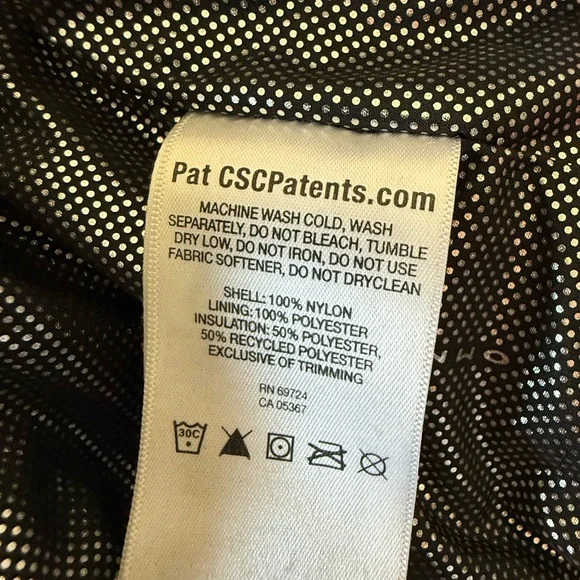 Pat CSCPatents.com
MACHINE WASH COLD, WASH
SEPARATELY, DO NOT BLEACH, TUMBLE
DRY LOW, DO NOT IRON, DO NOT USE
FABRIC SOFTENER, DO NOT DRYCLEAN
SHELL: 100% NYLON
LINING: 100% POLYESTER
INSULATION: 50% POLYESTER,
50% RECYCLED POLYESTER
EXCLUSIVE OF TRIMMING
RN 69724
CA 05367
30C